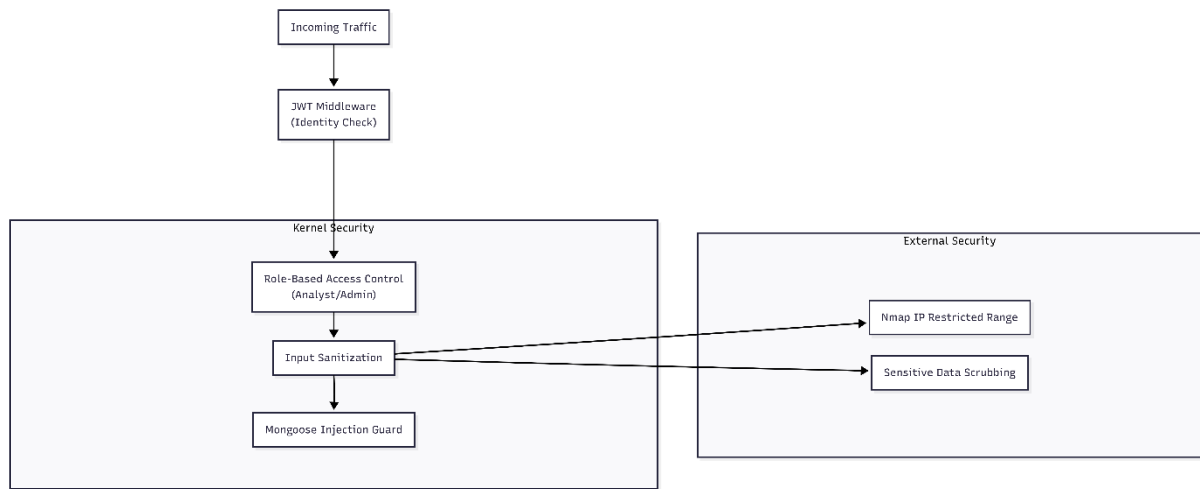 Incoming Traffic
JWT Middleware
(Identity Check)
Kernel Security
Role-Based Access Control
(Analyst/Admin)
Input Sanitization
Mongoose Injection Guard
External Security
Nmap IP Restricted Range
Sensitive Data Scrubbing